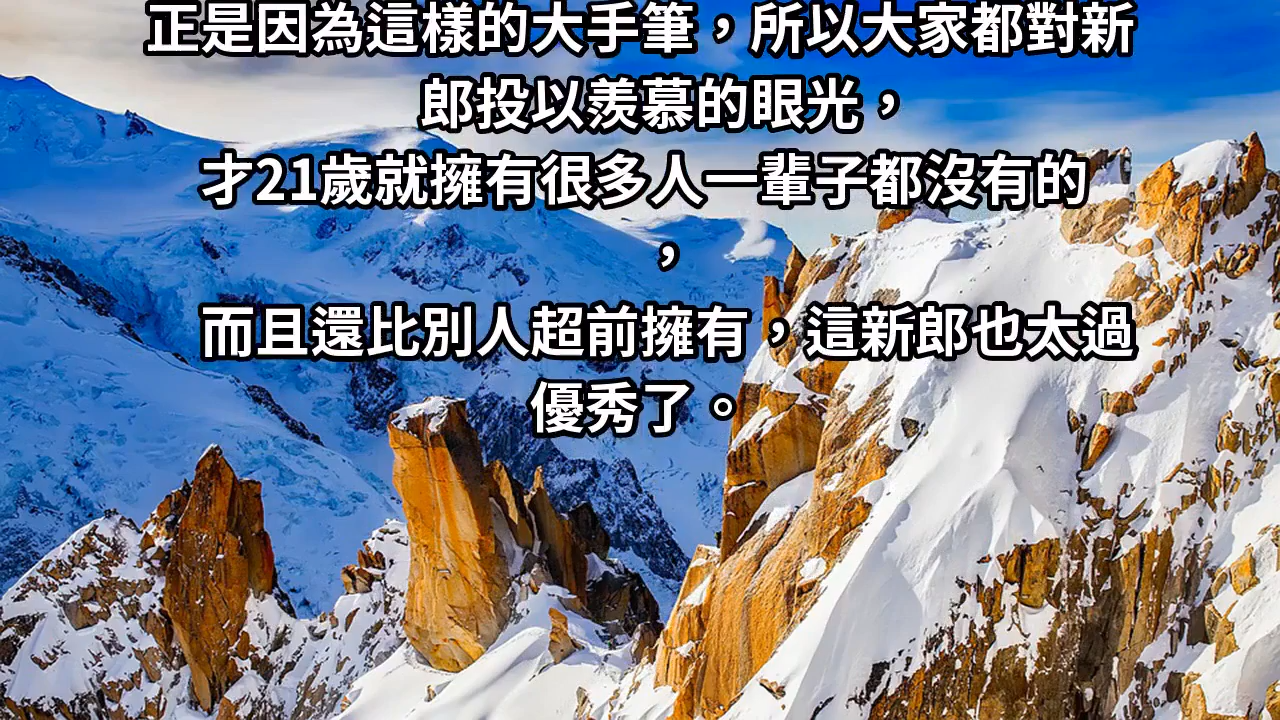 正是因為這樣的大手筆，所以大家都對新
郎投以羨慕的眼光，
才21歲就擁有很多人一輩子都沒有的
，
而且還比別人超前擁有，這新郎也太過
優秀了。